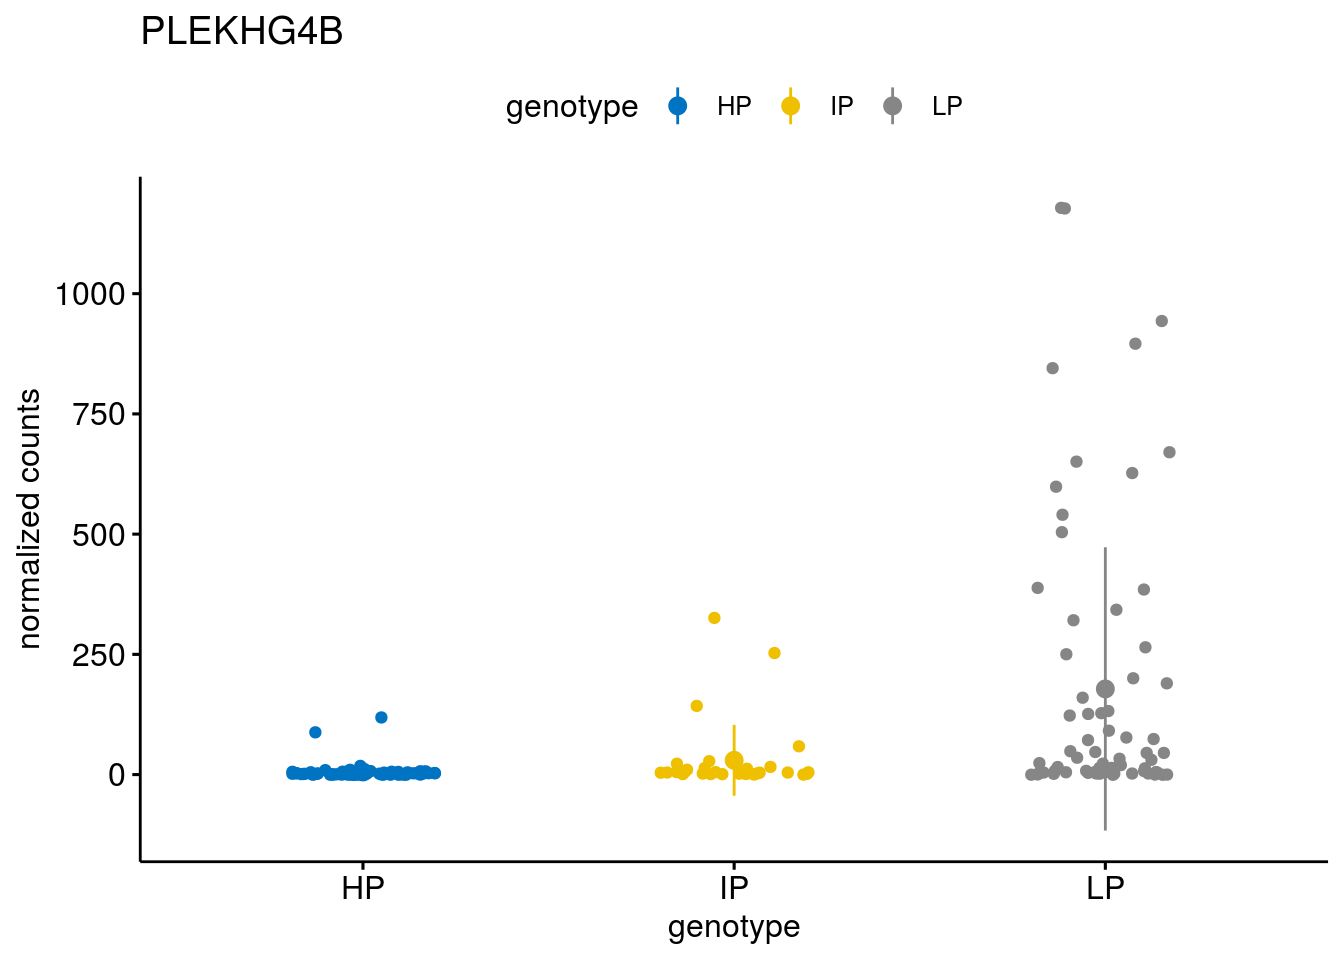 PLEKHG4B
genotype HP IP LP
normalized counts
1000
750
500
250
0
HP IP LP
genotype